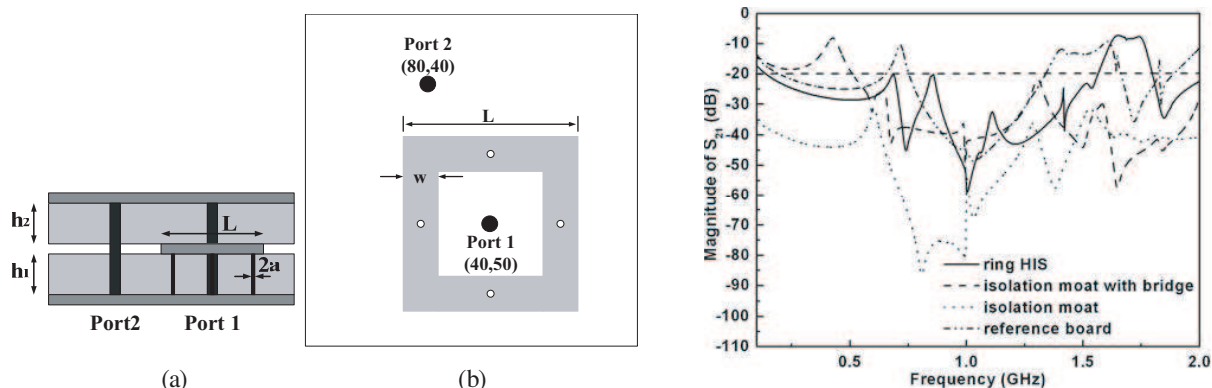 h2
L
h1
2a
Port2
Port 1
(a)
Port 2
(80,40)
L
w
Port 1
(40,50)
(b)
Magnitude of S21 (dB)
0
-10
-20
-30
-40
-50
-60
-70
-80
-90
-100
-110
ring HIS
isolation moat with bridge
isolation moat
reference board
0.5
1.0
1.5
2.0
Frequency (GHz)